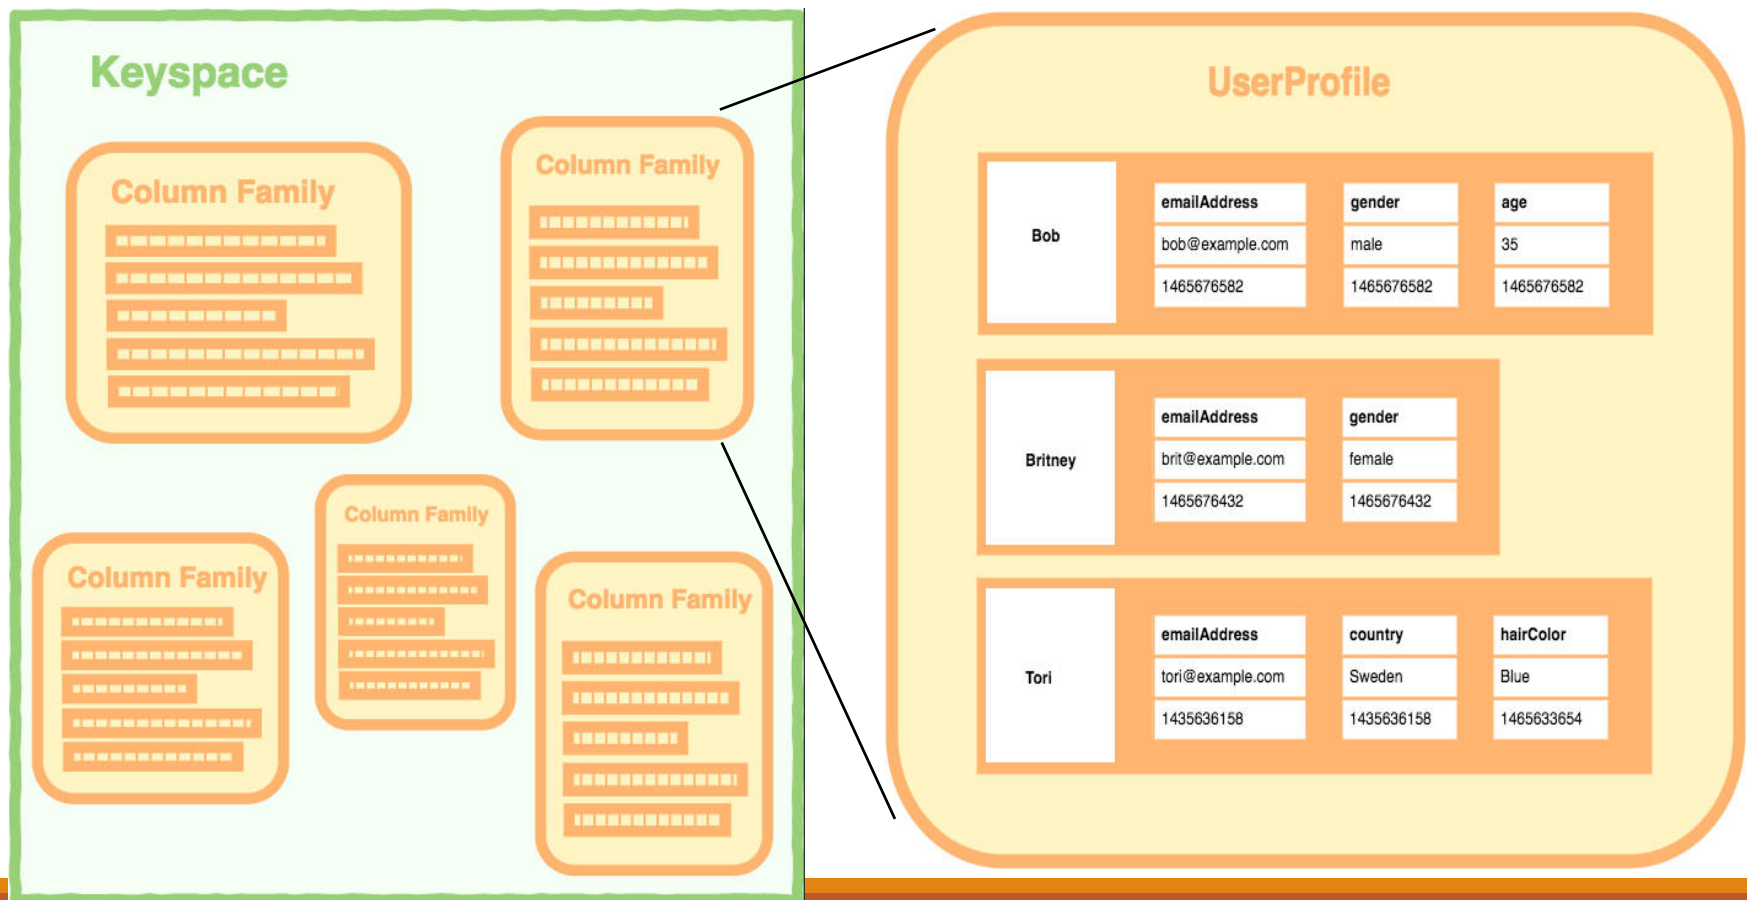 Keyspace
Column Family
Column Family
Column Family
Column Family
Column Family
UserProfile
Bob
emailAddress gender age
bob@example.com male 35
1465676582 1465676582 1465676582
Britney
emailAddress gender
brit@example.com female
1465676432 1465676432
Tori
emailAddress country hairColor
tori@example.com Sweden Blue
1435636158 1435636158 1465633654